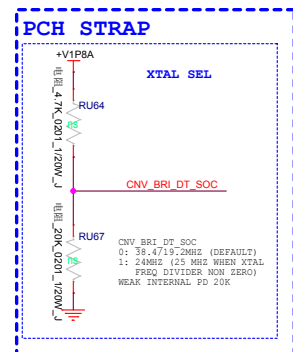 PCH STRAP
+V1P8A
XTAL SEL
电阻_4.7K_0201_1/20W_J
RU64
ns
CNV_BRI_DT_SOC
电阻_20K_0201_1/20W_J
RU67
ns
CNV_BRI_DT_SOC
0: 38.4/19.2MHZ (DEFAULT)
1: 24MHZ (25 MHZ WHEN XTAL
FREQ DIVIDER NON ZERO)
WEAK INTERNAL PD 20K